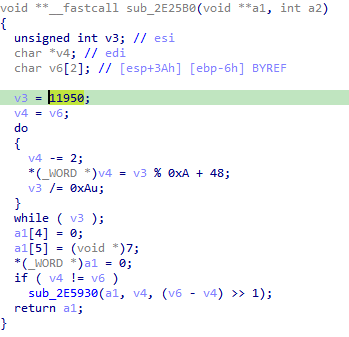 void **__fastcall sub_2E25B0(void **a1, int a2)
{
  unsigned int v3; // esi
  char *v4; // edi
  char v6[2]; // [esp+3Ah] [ebp-6h] BYREF

  v3 = 11950;
  v4 = v6;
  do
  {
    v4 -= 2;
    *(_WORD *)v4 = v3 % 0xA + 48;
    v3 /= 0xAu;
  }
  while ( v3 );
  a1[4] = 0;
  a1[5] = (void *)7;
  *(_WORD *)a1 = 0;
  if ( v4 != v6 )
    sub_2E5930(a1, v4, (v6 - v4) >> 1);
  return a1;
}